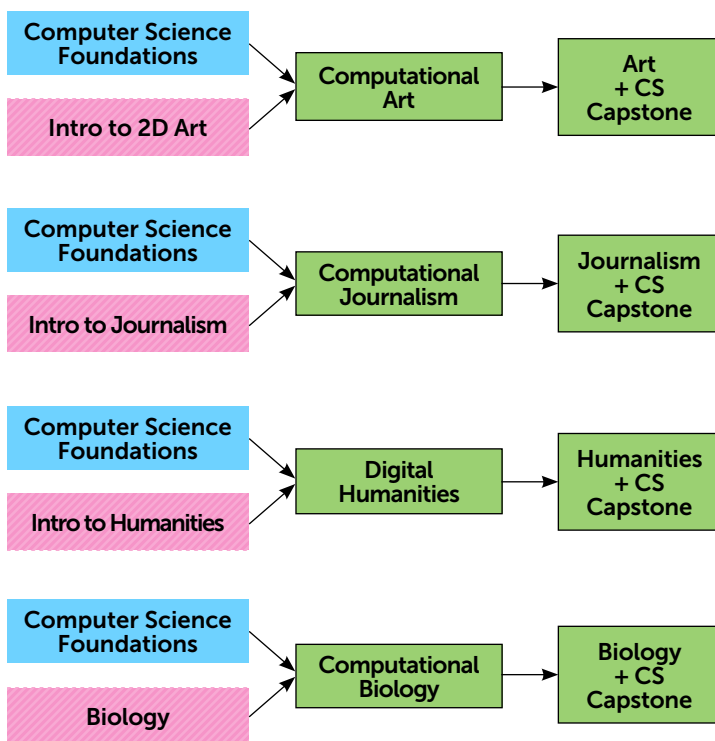 Computer Science
Foundations
Intro to 2D Art
Computational
Art
Art
+ CS
Capstone
Computer Science
Foundations
Intro to Journalism
Computational
Journalism
Journalism
+ CS
Capstone
Computer Science
Foundations
Intro to Humanities
Digital
Humanities
Humanities
+ CS
Capstone
Computer Science
Foundations
Biology
Computational
Biology
Biology
+ CS
Capstone